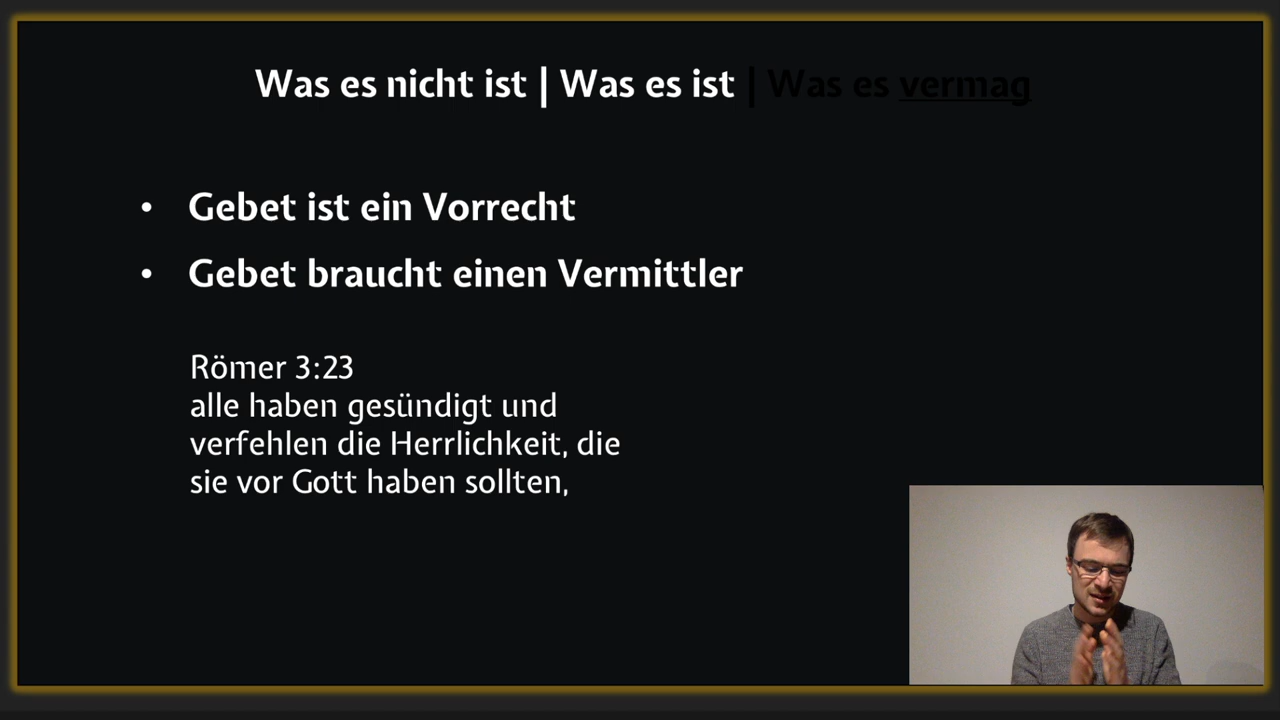 Was es nicht ist | Was es ist | Was es vermag
• Gebet ist ein Vorrecht
• Gebet braucht einen Vermittler
Römer 3:23
alle haben gesündigt und
verfehlen die Herrlichkeit, die
sie vor Gott haben sollten,